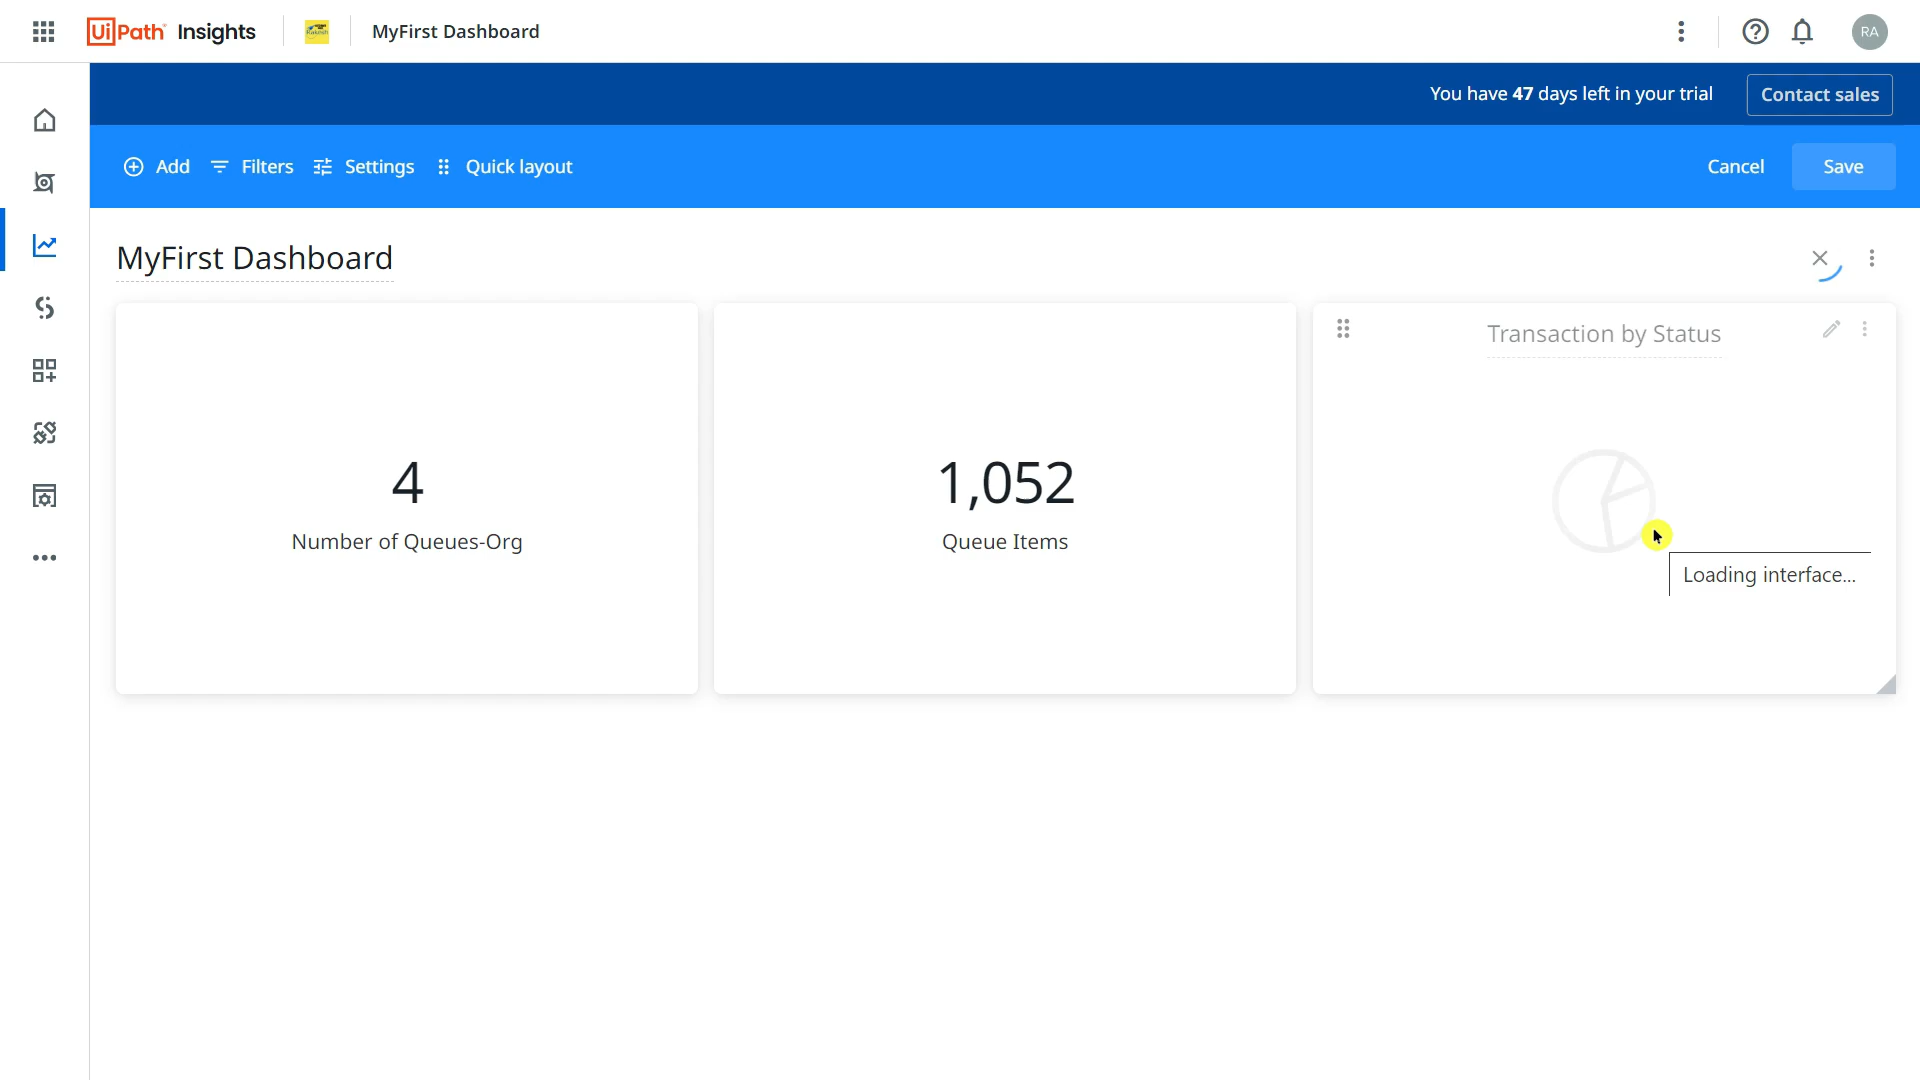 UiPath Insights
MyFirst Dashboard
RA
You have 47 days left in your trial
Contact sales
Add
Filters
Settings
Quick layout
Cancel
Save
MyFirst Dashboard
4
Number of Queues-Org
1,052
Queue Items
Transaction by Status
Loading interface...